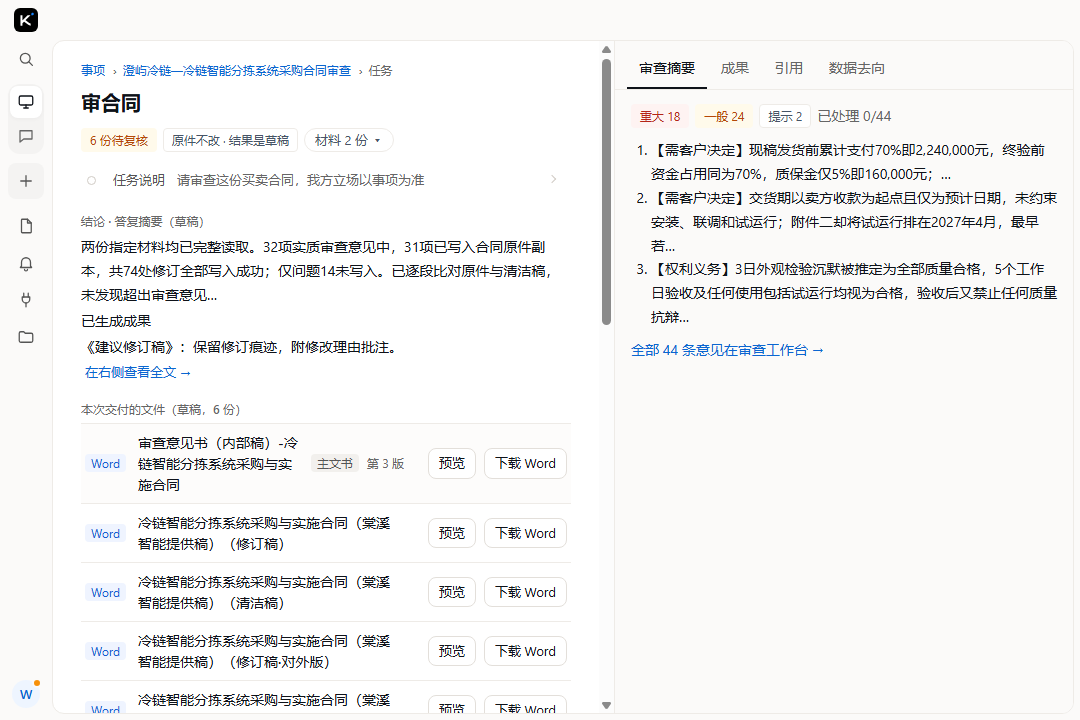 K
事项 › 澄屿冷链—冷链智能分拣系统采购合同审查 › 任务
审合同
6 份待复核 原件不改 · 结果是草稿 材料 2 份
任务说明 请审查这份买卖合同，我方立场以事项为准
结论 · 答复摘要（草稿）
两份指定材料均已完整读取。32项实质审查意见中，31项已写入合同原件副
本，共74处修订全部写入成功；仅问题14未写入。已逐段比对原件与清洁稿，
未发现超出审查意见...
已生成成果
《建议修订稿》：保留修订痕迹，附修改理由批注。
在右侧查看全文 →
本次交付的文件（草稿，6 份）
审查意见书（内部稿）-冷
链智能分拣系统采购与实
施合同
Word 主文书 第 3 版 预览 下载 Word
冷链智能分拣系统采购与实施合同（棠溪
智能提供稿）（修订稿）
Word 预览 下载 Word
冷链智能分拣系统采购与实施合同（棠溪
智能提供稿）（清洁稿）
Word 预览 下载 Word
冷链智能分拣系统采购与实施合同（棠溪
智能提供稿）（修订稿·对外版）
Word 预览 下载 Word
冷链智能分拣系统采购与实施合同（棠溪
Word 预览 下载 Word
W
审查摘要 成果 引用 数据去向
重大 18 一般 24 提示 2 已处理 0/44
1. 【需客户决定】现稿发货前累计支付70%即2,240,000元，终验前
资金占用同为70%，质保金仅5%即160,000元；...
2. 【需客户决定】交货期以卖方收款为起点且仅为预计日期，未约束
安装、联调和试运行；附件二却将试运行排在2027年4月，最早
若...
3. 【权利义务】3日外观检验沉默被推定为全部质量合格，5个工作
日验收及任何使用包括试运行均视为合格，验收后又禁止任何质量
抗辩...
全部 44 条意见在审查工作台 →